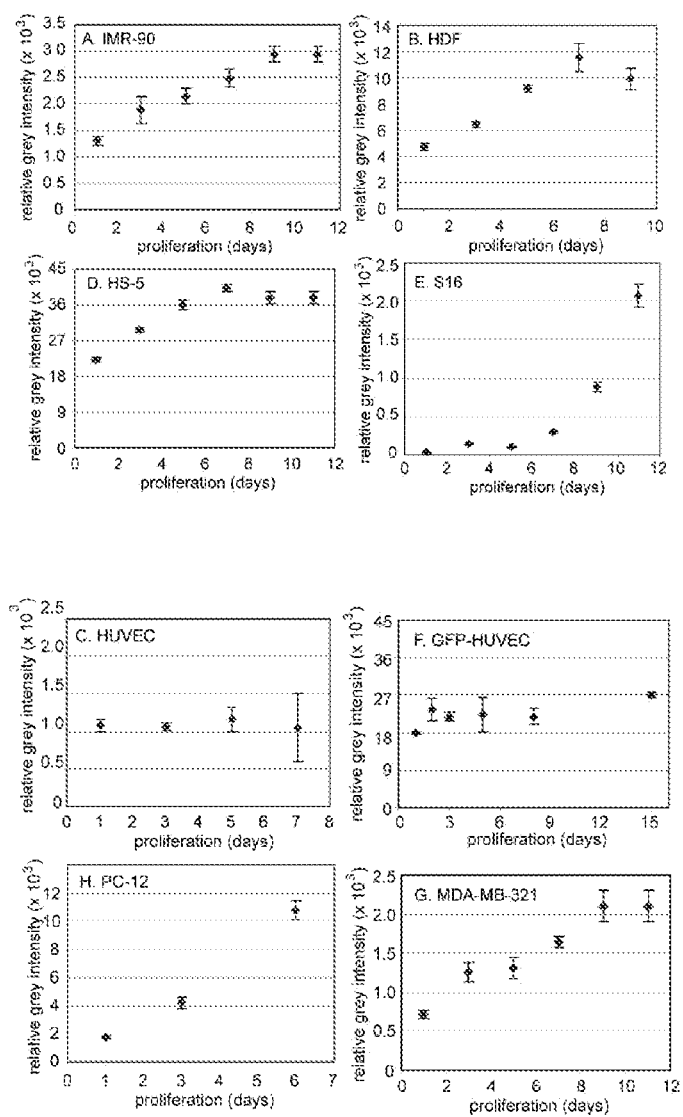 A. IMR-90
relative grey intensity (x 10³)
3.5
3.0
2.5
2.0
1.5
1.0
0.5
0
0 2 4 6 8 10 12
proliferation (days)
B. HDF
relative grey intensity (x 10³)
14
12
10
8
6
4
2
0
0 2 4 6 8 10
proliferation (days)
D. HS-5
relative grey intensity (x 10³)
45
36
27
18
9
0
0 2 4 6 8 10 12
proliferation (days)
E. S16
relative grey intensity (x 10³)
2.5
2.0
1.0
0.5
0
0 2 4 6 8 10 12
proliferation (days)
C. HUVEC
relative grey intensity (x 10³)
2.5
2.0
1.5
1.0
0.5
0
0 1 2 3 4 5 6 7 8
proliferation (days)
F. GFP-HUVEC
relative grey intensity (x 10³)
45
36
27
18
9
0
0 3 6 9 12 15
proliferation (days)
H. PC-12
relative grey intensity (x 10³)
12
10
8
6
4
2
0
0 1 2 3 4 5 6 7
proliferation (days)
G. MDA-MB-321
relative grey intensity (x 10³)
2.5
2.0
1.5
1.0
0.5
0
0 2 4 6 8 10 12
proliferation (days)